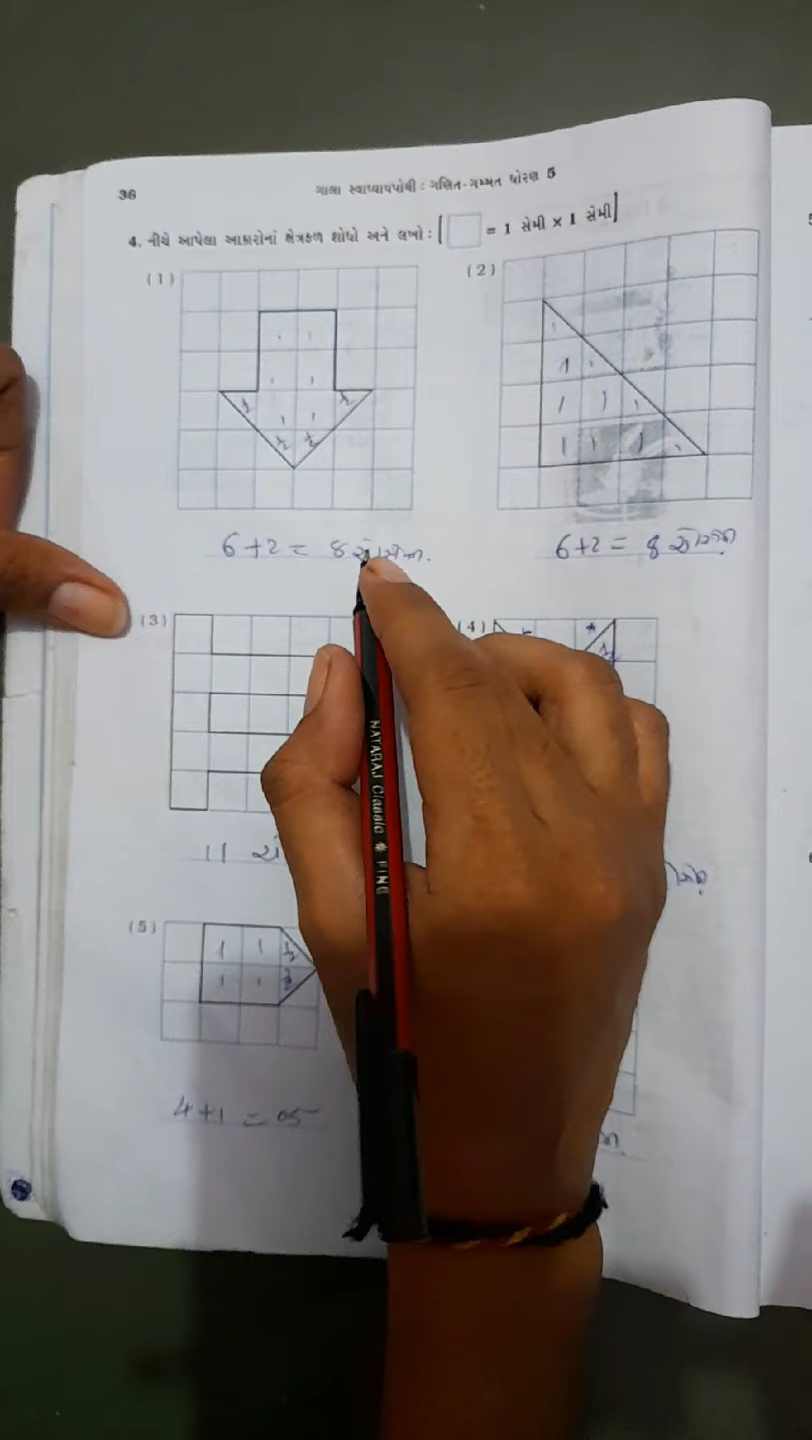 36 ગાલા સ્વાધ્યાયપોથી : ગણિત-ગમ્મત ધોરણ 5
4. નીચે આપેલા આકારોનાં ક્ષેત્રફળ શોધો અને લખો : [ = 1 સેમી × 1 સેમી]
(1) (2)
6 + 2 = 8 6 + 2 = 8
(3) (4)
11
NATARAJ Classic FINE
(5)
4 + 1 = 05